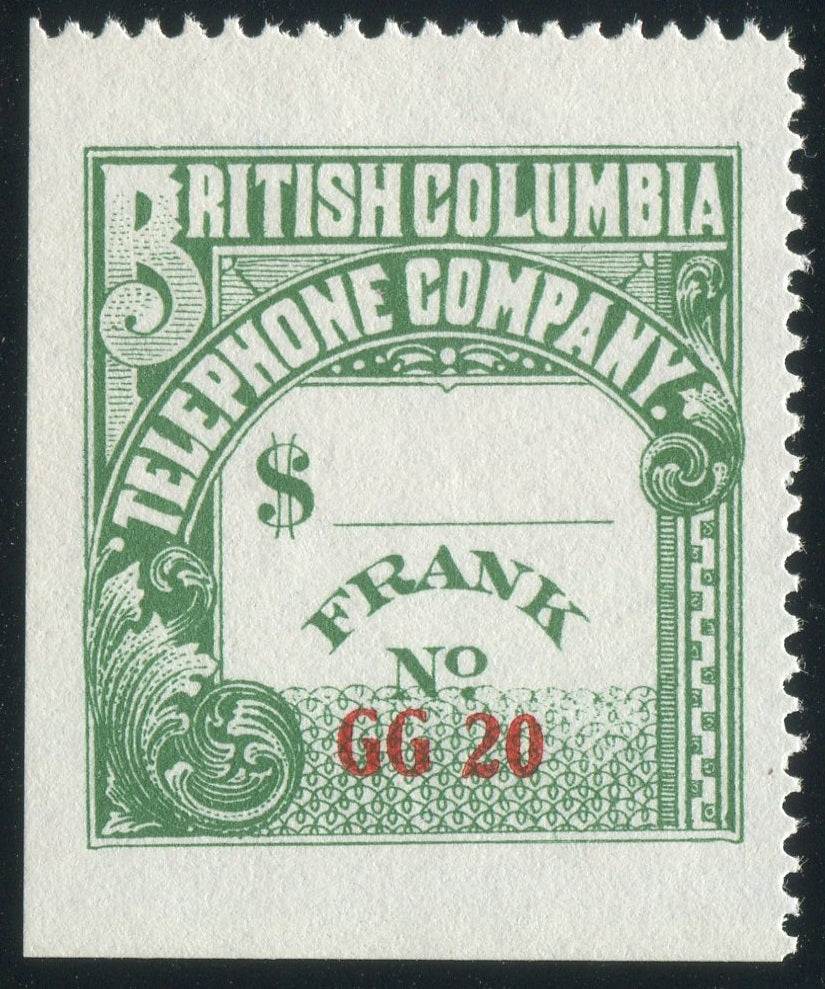 BRITISH COLUMBIA
TELEPHONE COMPANY.
$
FRANK
No
GG 20